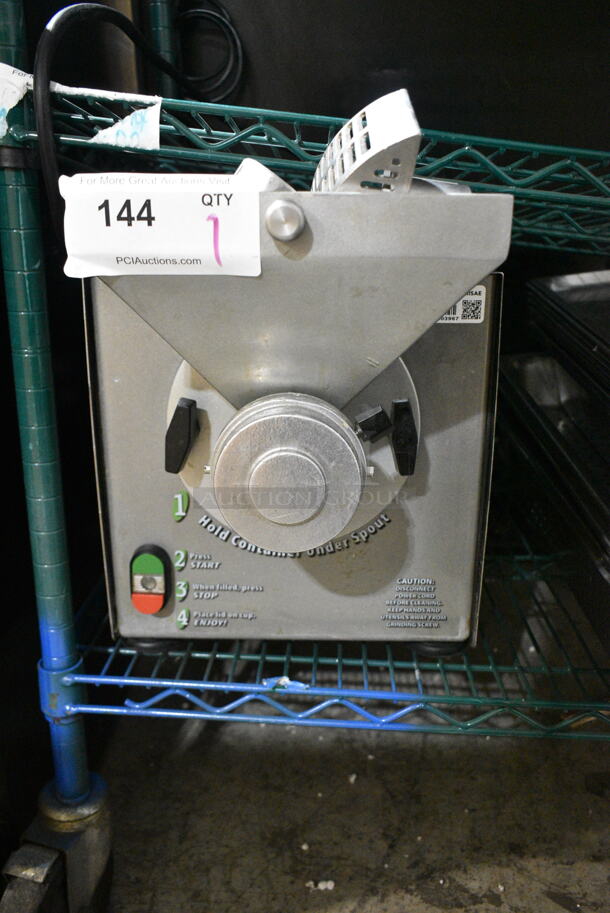 For More Great Auctions Visit
144
QTY
1
PCIAuctions.com
AUCTION GROUP
1
Hold Container Under Spout
2 Press
START
3 When filled, press
STOP
4 Place lid on cup.
ENJOY!
CAUTION:
DISCONNECT
POWER CORD
BEFORE CLEANING.
KEEP HANDS AND
UTENSILS AWAY FROM
GRINDING SCREW.